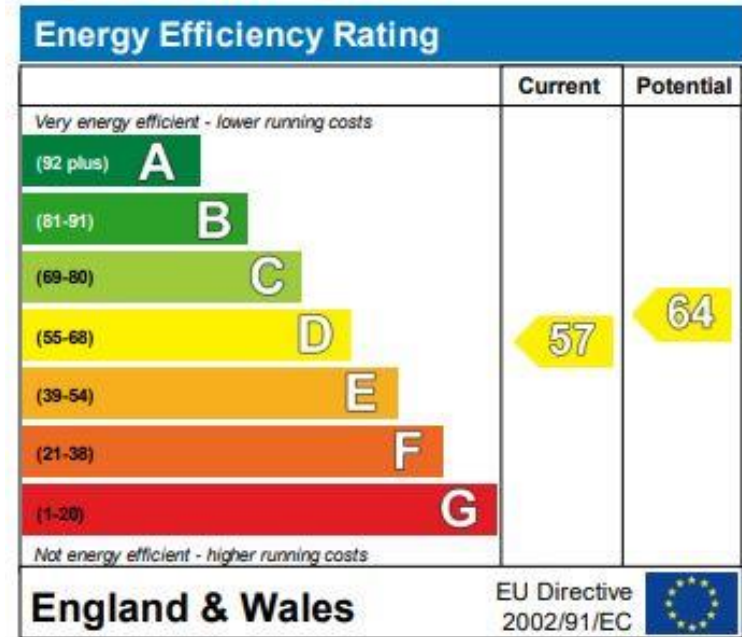 Energy Efficiency Rating
Current Potential
Very energy efficient - lower running costs
(92 plus) A
(81-91) B
(69-80) C
(55-68) D
57
64
(39-54) E
(21-38) F
(1-20) G
Not energy efficient - higher running costs
England & Wales
EU Directive
2002/91/EC